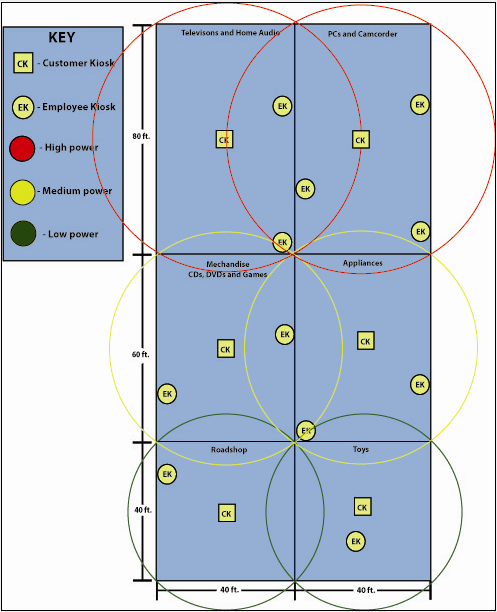 KEY
CK - Customer Kiosk
EK - Employee Kiosk
- High power
- Medium power
- Low power
Televisons and Home Audio
PCs and Camcorder
EK
EK
80 ft.
CK
CK
EK
EK
EK
Mechandise
CDs, DVDs and Games
Appliances
EK
CK
CK
60 ft.
EK
EK
EK
Roadshop
Toys
EK
40 ft.
CK
CK
EK
40 ft.
40 ft.